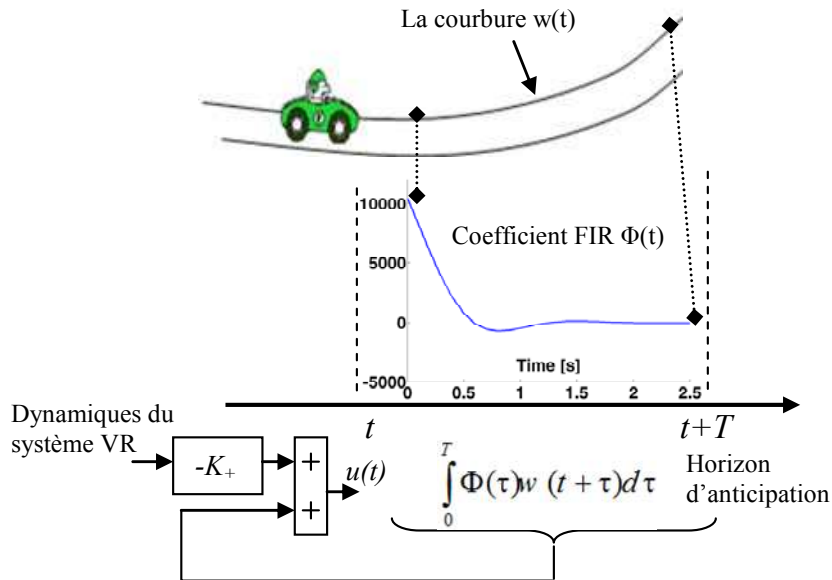 La courbure w(t)
10000
5000
0
-5000
Coefficient FIR Φ(t)
Time [s]
0 0.5 1 1.5 2 2.5
t
t+T
Dynamiques du
système VR
-K+
+
+
u(t)
∫₀ᵀ Φ(τ)w (t + τ)dτ
Horizon
d’anticipation